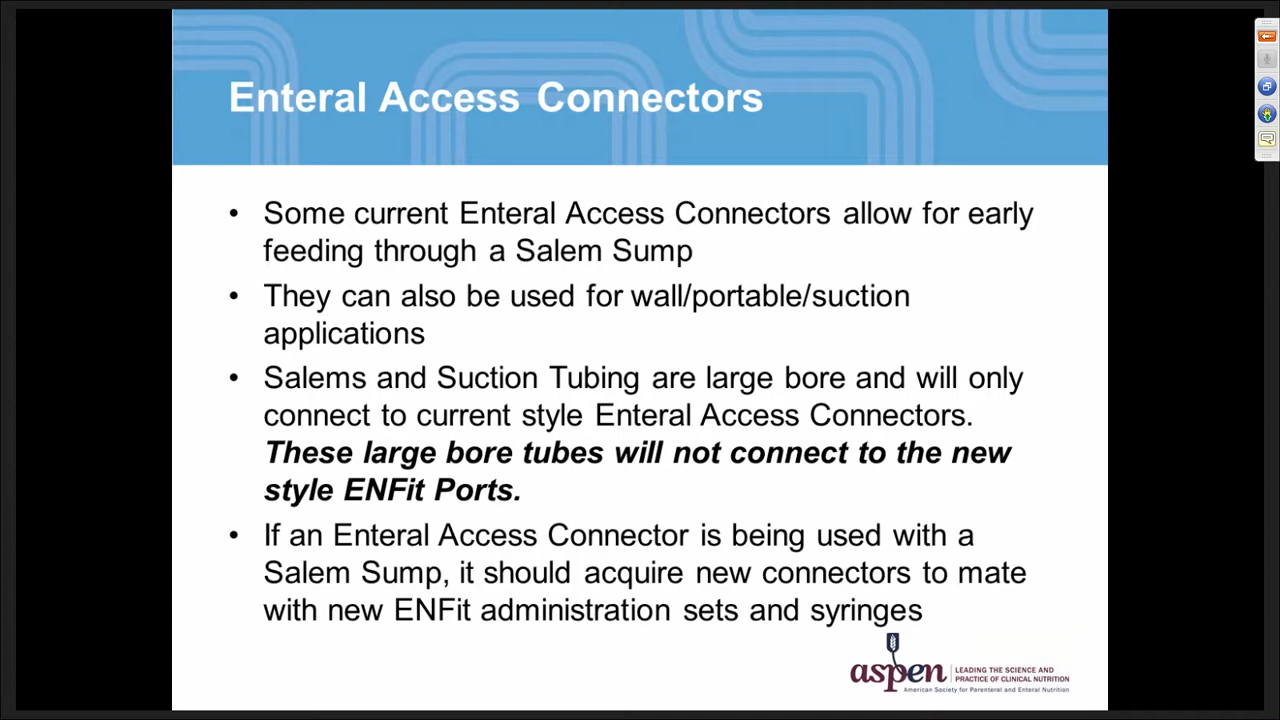 Enteral Access Connectors
• Some current Enteral Access Connectors allow for early
feeding through a Salem Sump
• They can also be used for wall/portable/suction
applications
• Salems and Suction Tubing are large bore and will only
connect to current style Enteral Access Connectors.
These large bore tubes will not connect to the new
style ENFit Ports.
• If an Enteral Access Connector is being used with a
Salem Sump, it should acquire new connectors to mate
with new ENFit administration sets and syringes
aspen
LEADING THE SCIENCE AND
PRACTICE OF CLINICAL NUTRITION
American Society for Parenteral and Enteral Nutrition